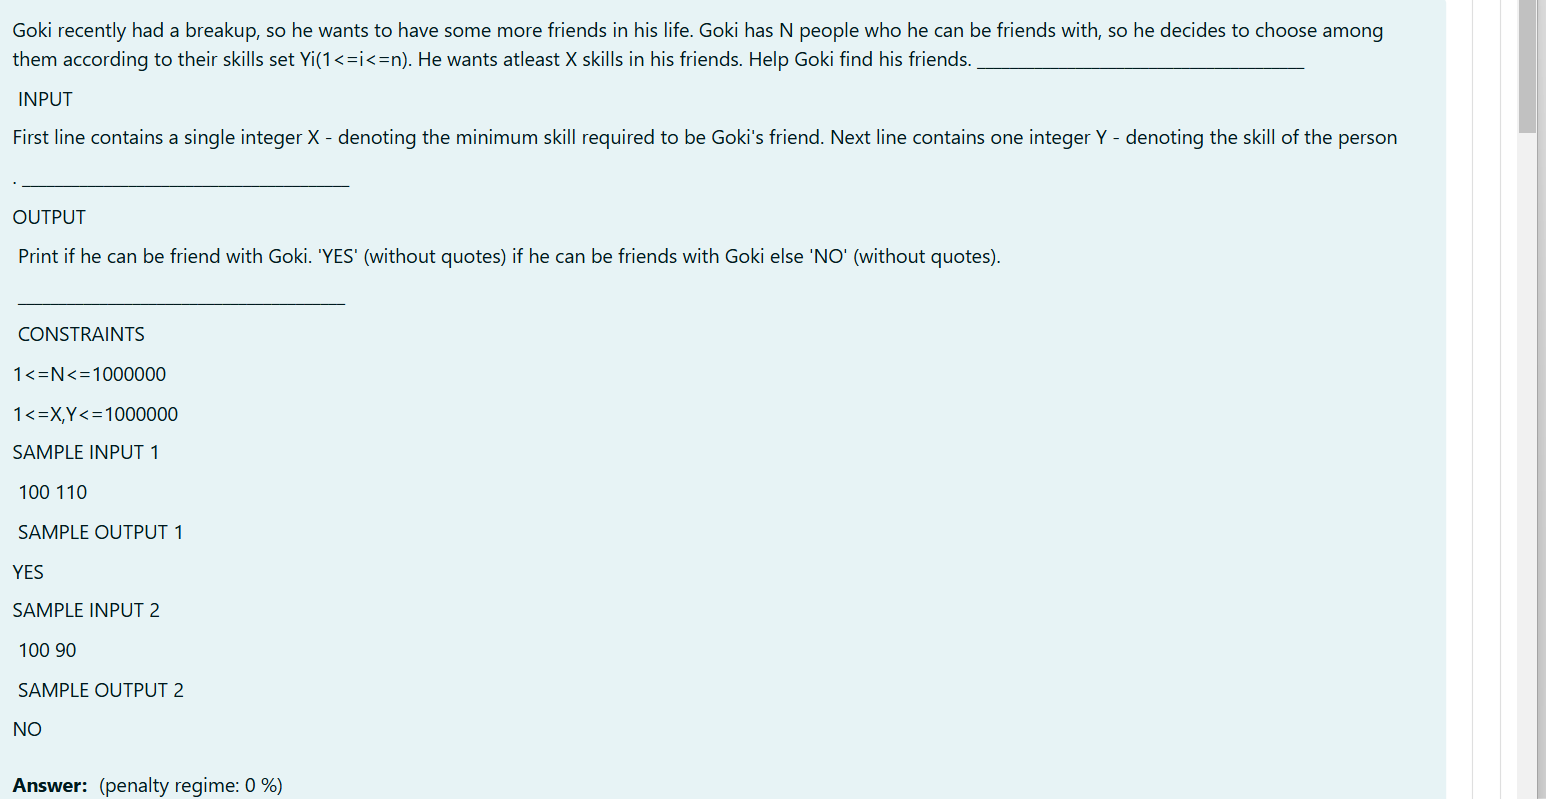 Goki recently had a breakup, so he wants to have some more friends in his life. Goki has N people who he can be friends with, so he decides to choose among
them according to their skills set Yi(1<=i<=n). He wants atleast X skills in his friends. Help Goki find his friends. ________________________________
INPUT
First line contains a single integer X - denoting the minimum skill required to be Goki's friend. Next line contains one integer Y - denoting the skill of the person
. ________________________________
OUTPUT
Print if he can be friend with Goki. 'YES' (without quotes) if he can be friends with Goki else 'NO' (without quotes).
________________________________
CONSTRAINTS
1<=N<=1000000
1<=X,Y<=1000000
SAMPLE INPUT 1
100 110
SAMPLE OUTPUT 1
YES
SAMPLE INPUT 2
100 90
SAMPLE OUTPUT 2
NO
Answer: (penalty regime: 0 %)